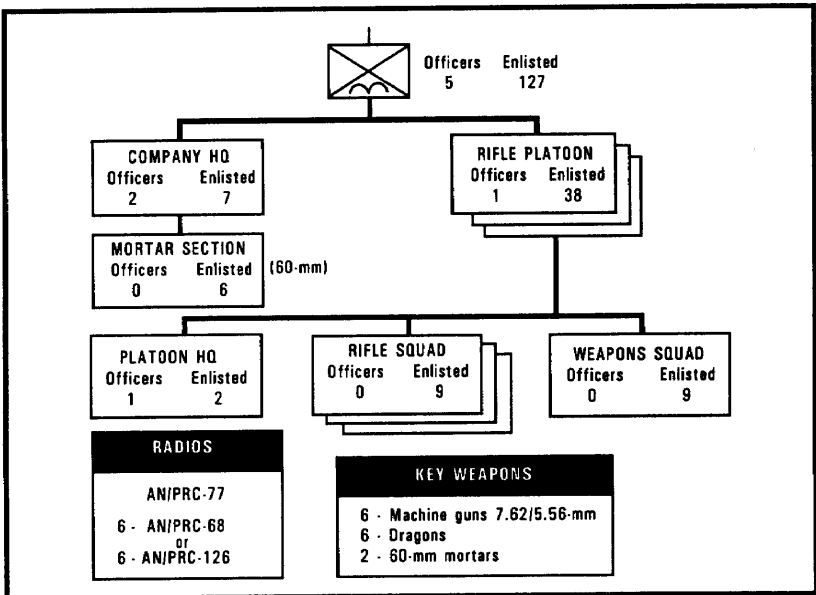 Officers Enlisted
5 127
COMPANY HQ
Officers Enlisted
2 7
RIFLE PLATOON
Officers Enlisted
1 38
MORTAR SECTION
Officers Enlisted
0 6
(60-mm)
PLATOON HQ
Officers Enlisted
1 2
RIFLE SQUAD
Officers Enlisted
0 9
WEAPONS SQUAD
Officers Enlisted
0 9
RADIOS
AN/PRC-77
6 - AN/PRC-68
or
6 - AN/PRC-126
KEY WEAPONS
6 - Machine guns 7.62/5.56-mm
6 - Dragons
2 - 60-mm mortars